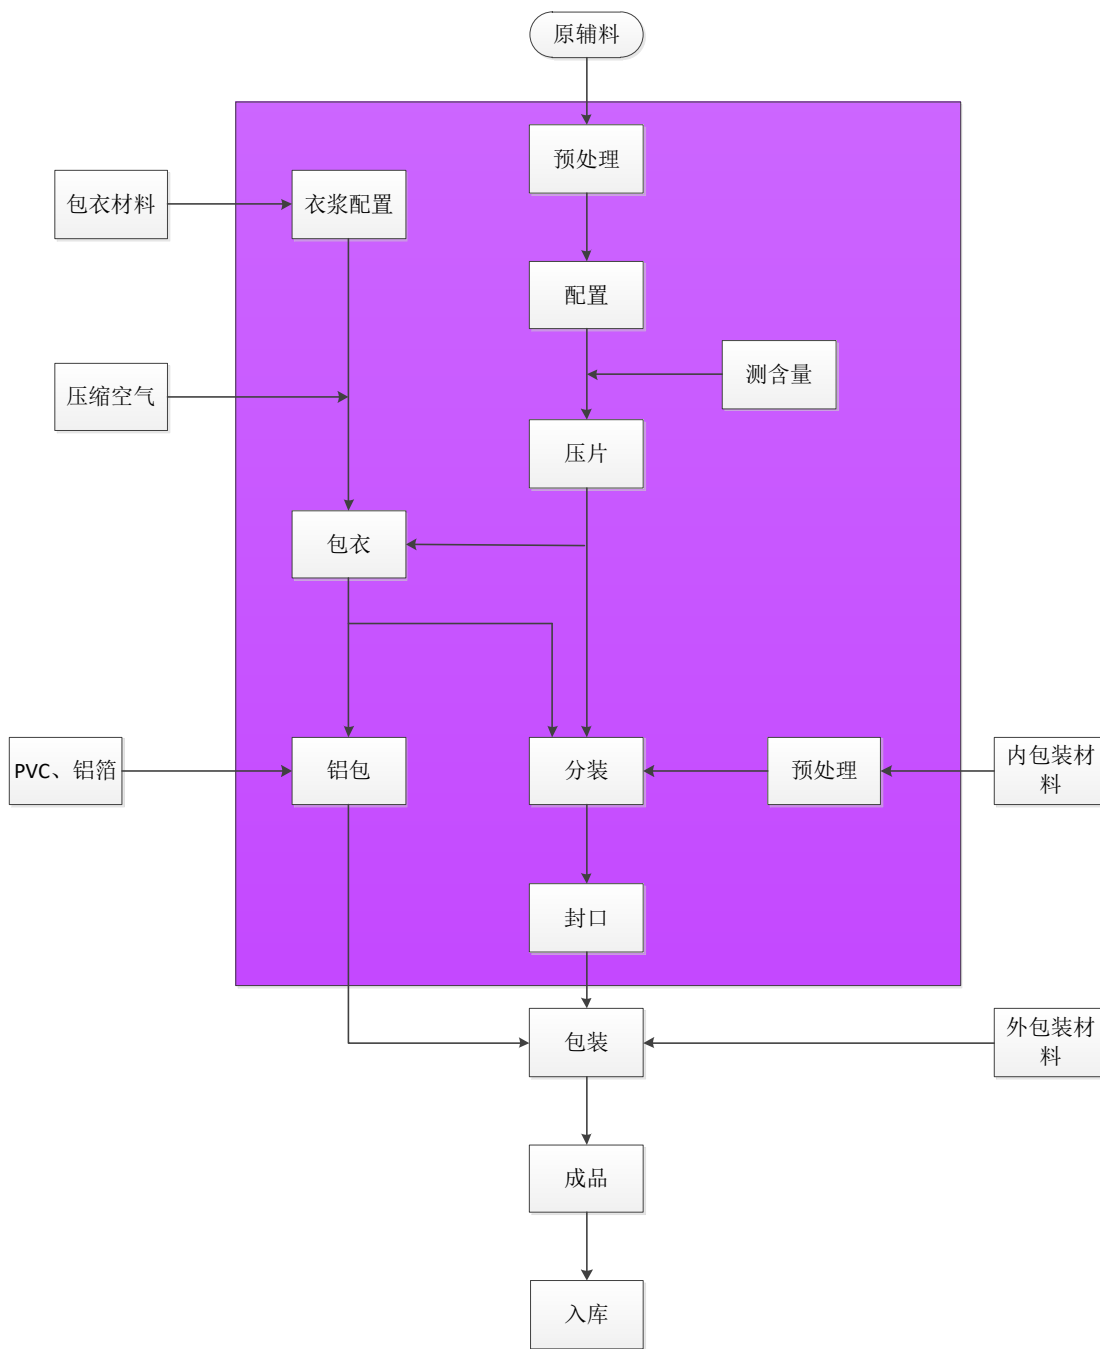 原辅料
预处理
包衣材料
衣浆配置
配置
测含量
压缩空气
压片
包衣
PVC、铝箔
铝包
分装
预处理
内包装材
料
封口
包装
外包装材
料
成品
入库